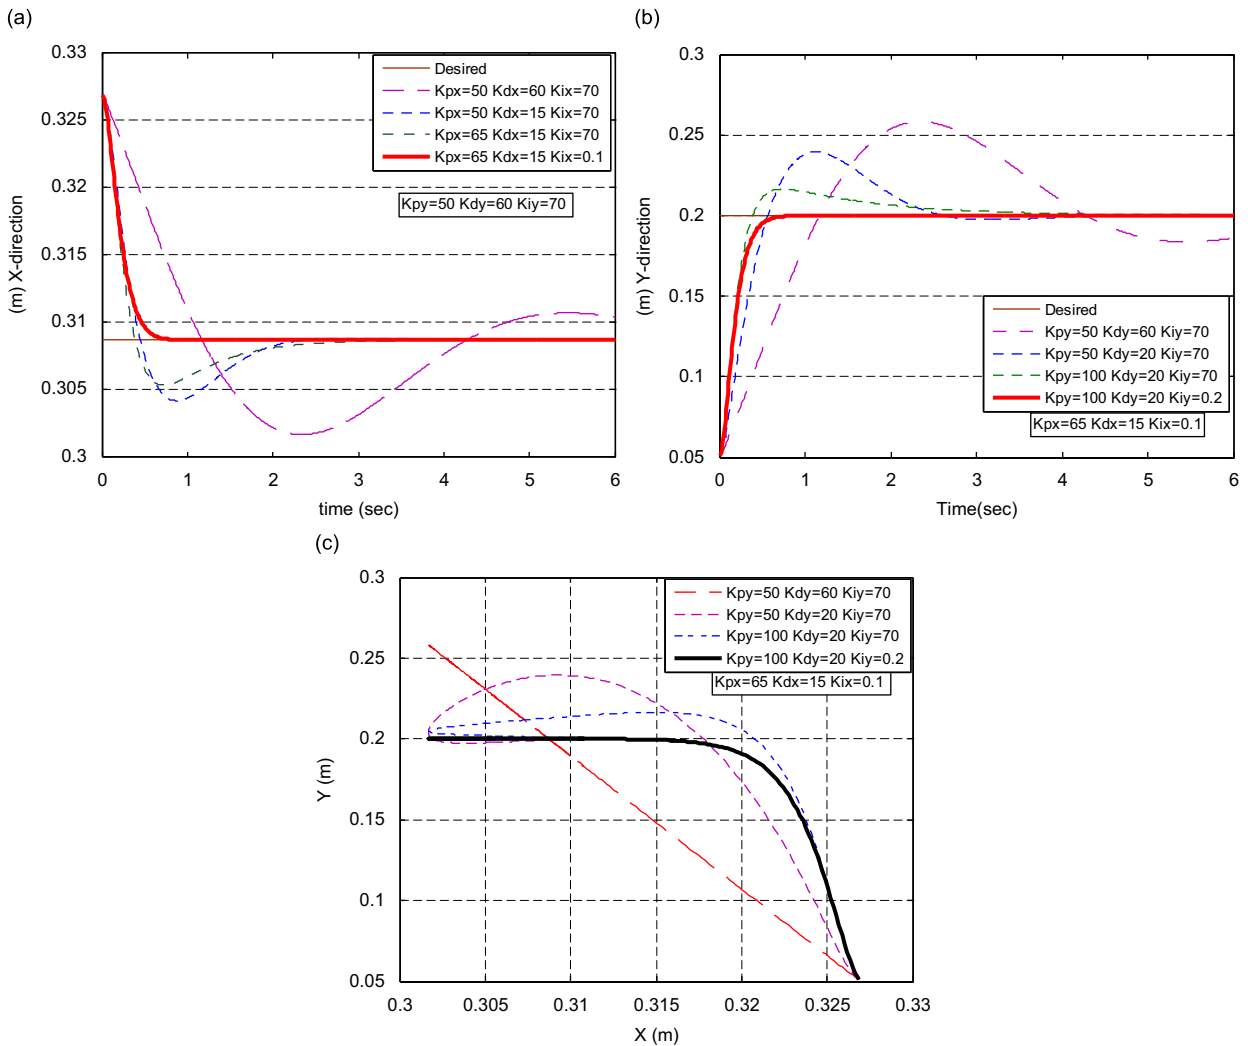 (a)
0.33
0.325
0.32
0.315
0.31
0.305
0.3
(m) X-direction
Desired
Kpx=50 Kdx=60 Kix=70
Kpx=50 Kdx=15 Kix=70
Kpx=65 Kdx=15 Kix=70
Kpx=65 Kdx=15 Kix=0.1
Kpy=50 Kdy=60 Kiy=70
0 1 2 3 4 5 6
time (sec)
(b)
0.3
0.25
0.2
0.15
0.1
0.05
(m) Y-direction
Desired
Kpy=50 Kdy=60 Kiy=70
Kpy=50 Kdy=20 Kiy=70
Kpy=100 Kdy=20 Kiy=70
Kpy=100 Kdy=20 Kiy=0.2
Kpx=65 Kdx=15 Kix=0.1
0 1 2 3 4 5 6
Time(sec)
(c)
0.3
0.25
0.2
0.15
0.1
0.05
Y (m)
Kpy=50 Kdy=60 Kiy=70
Kpy=50 Kdy=20 Kiy=70
Kpy=100 Kdy=20 Kiy=70
Kpy=100 Kdy=20 Kiy=0.2
Kpx=65 Kdx=15 Kix=0.1
0.3 0.305 0.31 0.315 0.32 0.325 0.33
X (m)